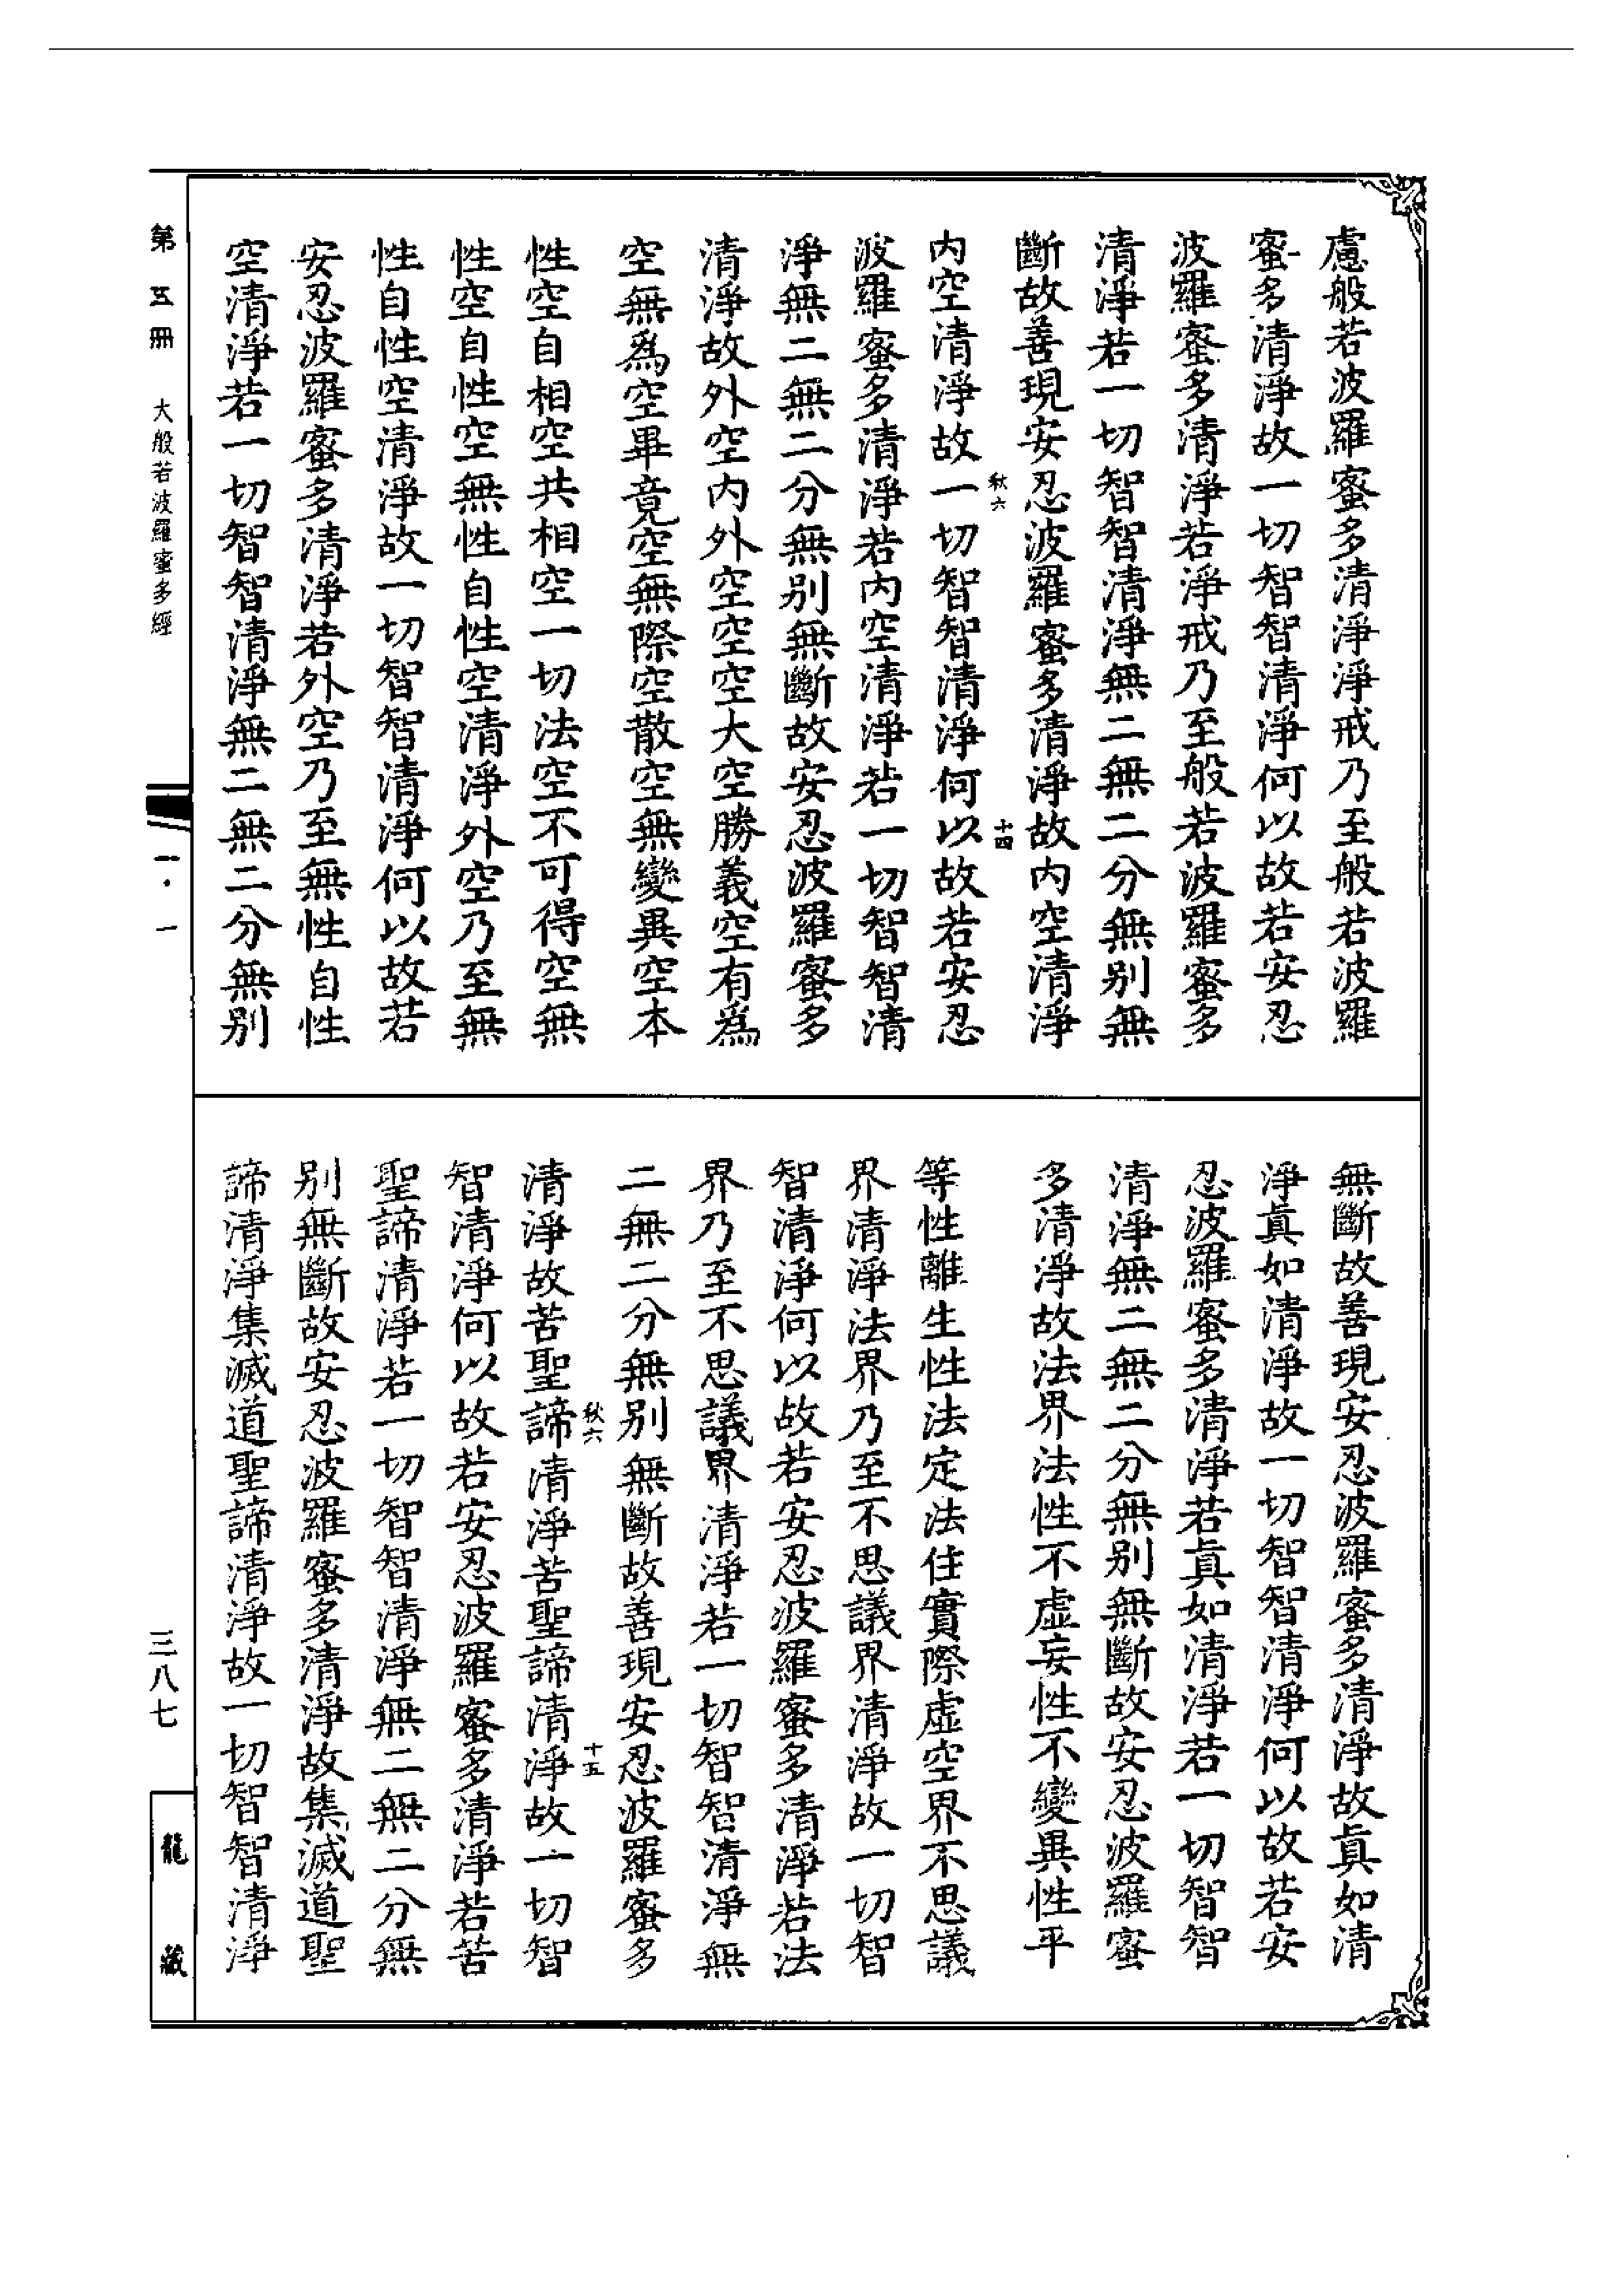 慮般若波羅蜜多清淨淨戒乃至般若波羅
蜜多清淨故一切智智清淨何以故若安忍
波羅蜜多清淨若淨戒乃至般若波羅蜜多
清淨若一切智智清淨無二無二分無别無
斷故善現安忍波羅蜜多清淨故内空清淨
秋六
十四
内空清淨故一切智智清淨何以故若安忍
波羅蜜多清淨若内空清淨若一切智智清
淨無二無二分無别無斷故安忍波羅蜜多
清淨故外空内外空空空大空勝義空有爲
空無爲空畢竟空無際空散空無變異空本
性空自相空共相空一切法空不可得空無
性空自性空無性自性空清淨外空乃至無
性自性空清淨故一切智智清淨何以故若
安忍波羅蜜多清淨若外空乃至無性自性
空清淨若一切智智清淨無二無二分無别
無斷故善現安忍波羅蜜多清淨故真如清
淨真如清淨故一切智智清淨何以故若安
忍波羅蜜多清淨若真如清淨若一切智智
清淨無二無二分無别無斷故安忍波羅蜜
多清淨故法界法性不虛妄性不變異性平
等性離生性法定法住實際虛空界不思議
界清淨法界乃至不思議界清淨故一切智
智清淨何以故若安忍波羅蜜多清淨若法
界乃至不思議界清淨若一切智智清淨無
二無二分無别無斷故善現安忍波羅蜜多
秋六
十五
清淨故苦聖諦清淨苦聖諦清淨故一切智
智清淨何以故若安忍波羅蜜多清淨若苦
聖諦清淨若一切智智清淨無二無二分無
别無斷故安忍波羅蜜多清淨故集滅道聖
諦清淨集滅道聖諦清淨故一切智智清淨
第五冊
大般若波羅蜜多經
一·一
三八七
龍藏